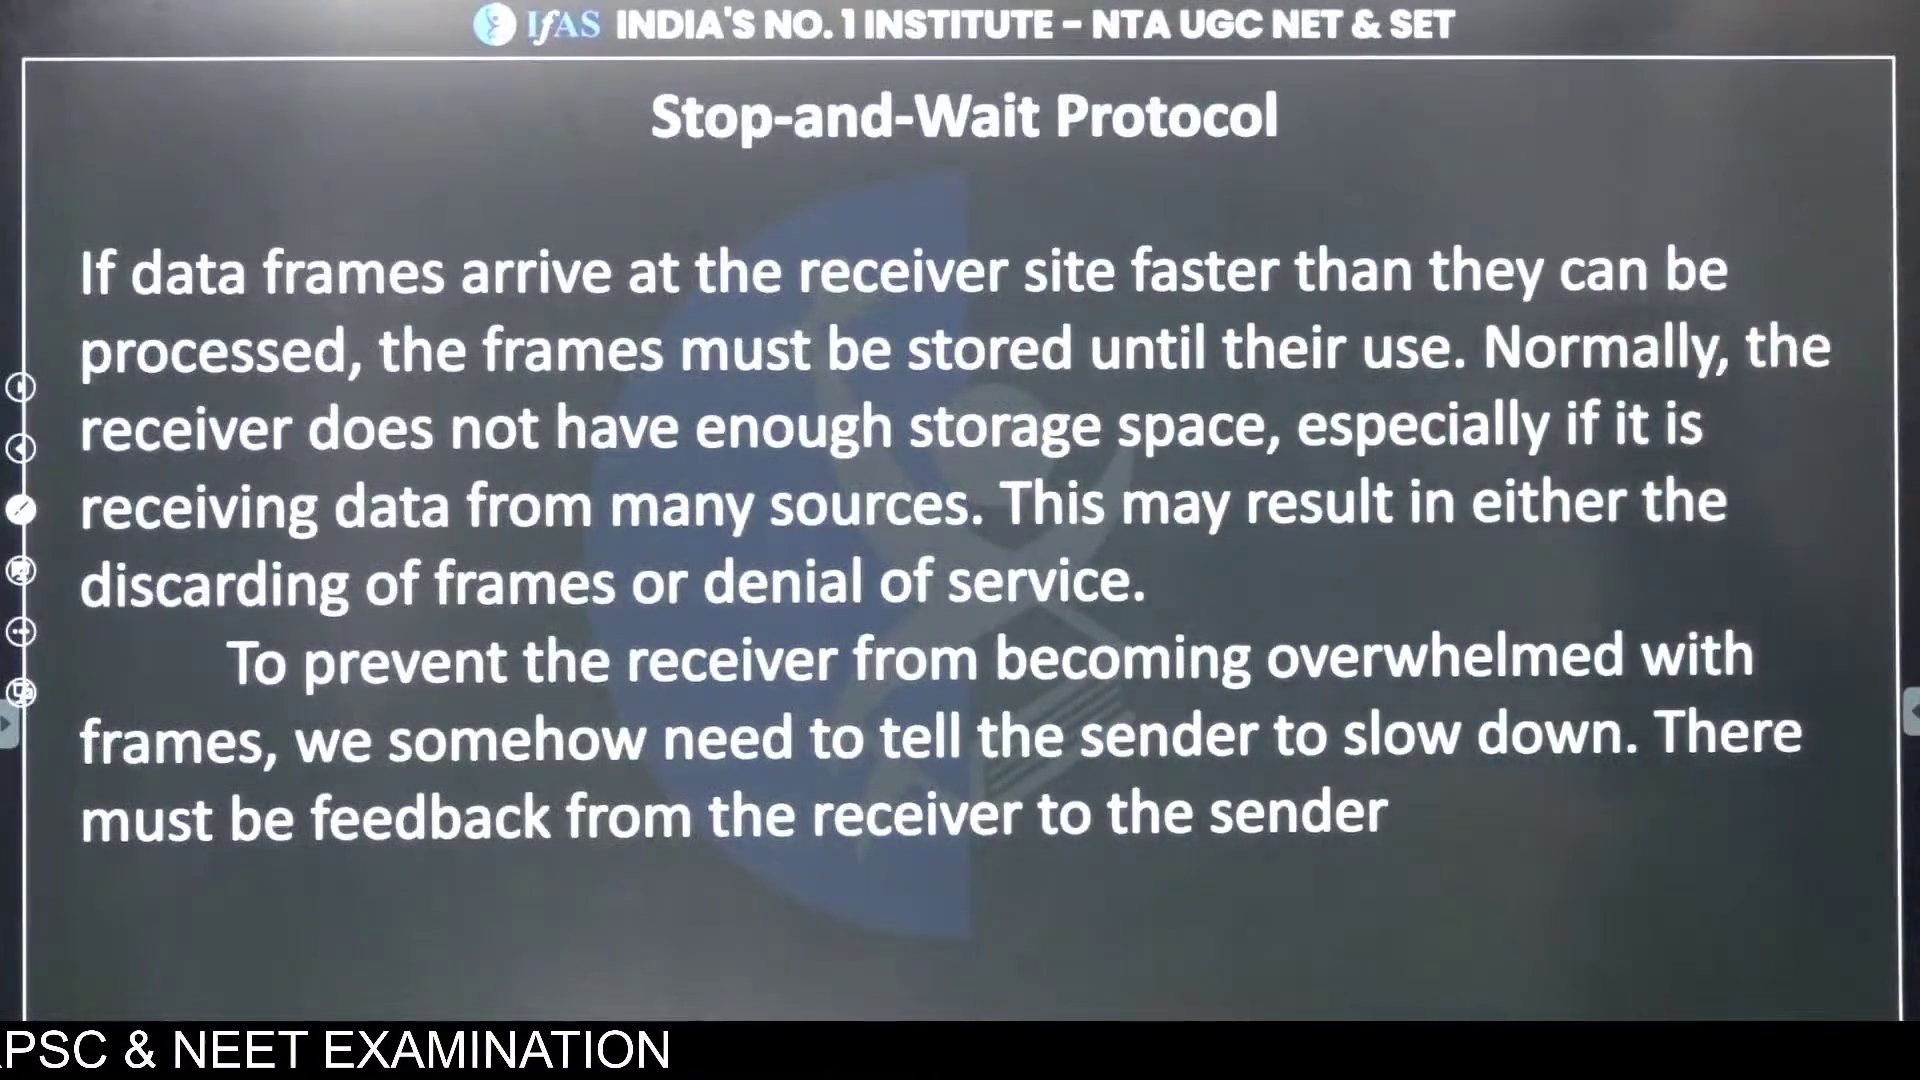 IfAS INDIA'S NO. 1 INSTITUTE – NTA UGC NET & SET
Stop-and-Wait Protocol
If data frames arrive at the receiver site faster than they can be
processed, the frames must be stored until their use. Normally, the
receiver does not have enough storage space, especially if it is
receiving data from many sources. This may result in either the
discarding of frames or denial of service.
To prevent the receiver from becoming overwhelmed with
frames, we somehow need to tell the sender to slow down. There
must be feedback from the receiver to the sender
PSC & NEET EXAMINATION